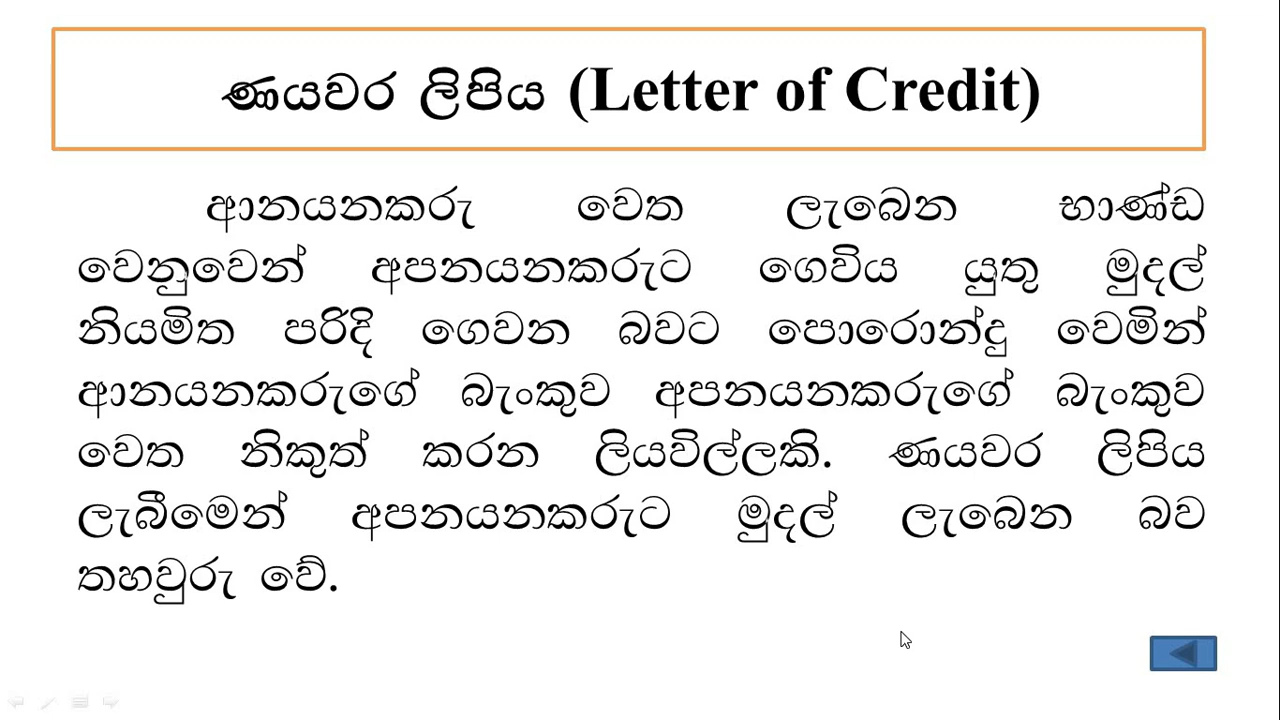 ණයවර ලිපිය (Letter of Credit)
ආනයනකරු වෙත ලැබෙන භාණ්ඩ
වෙනුවෙන් අපනයනකරුට ගෙවිය යුතු මුදල්
නියමිත පරිදි ගෙවන බවට පොරොන්දු වෙමින්
ආනයනකරුගේ බැංකුව අපනයනකරුගේ බැංකුව
වෙත නිකුත් කරන ලියවිල්ලකි. ණයවර ලිපිය
ලැබීමෙන් අපනයනකරුට මුදල් ලැබෙන බව
තහවුරු වේ.